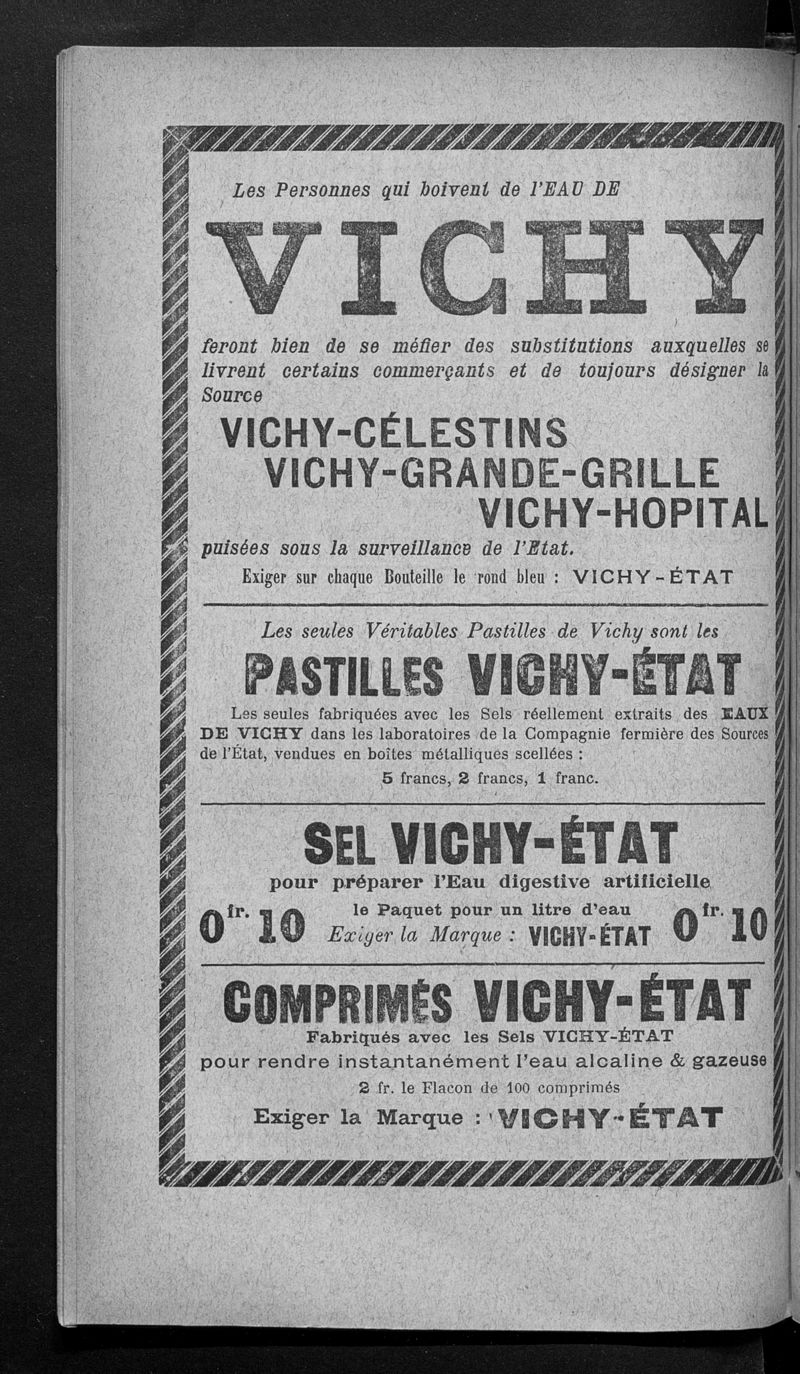 Les Personnes qui boivent de l'EAU DE
VICHY
feront bien de se méfier des substitutions auxquelles se
livrent certains commerçants et de toujours désigner la
Source
VICHY-CÉLESTINS
VICHY-GRANDE-GRILLE
VICHY-HOPITAL
puisées sous la surveillance de l'Etat.
Exiger sur chaque Bouteille le rond bleu : VICHY-ÉTAT
Les seules Véritables Pastilles de Vichy sont les
PASTILLES VICHY-ÉTAT
Les seules fabriquées avec les Sels réellement extraits des EAUX
DE VICHY dans les laboratoires de la Compagnie fermière des Sources
de l'État, vendues en boîtes métalliques scellées :
5 francs, 2 francs, 1 franc.
SEL VICHY-ÉTAT
pour préparer l'Eau digestive artificielle
0 fr. 10 le Paquet pour un litre d'eau 0 fr. 10
Exiger la Marque : VICHY-ÉTAT
COMPRIMÉS VICHY-ÉTAT
Fabriqués avec les Sels VICHY-ÉTAT
pour rendre instantanément l'eau alcaline & gazeuse
2 fr. le Flacon de 100 comprimés
Exiger la Marque : VICHY-ÉTAT